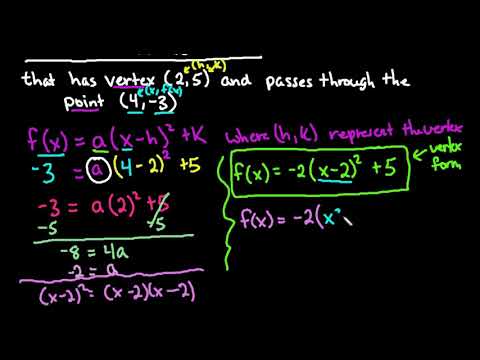 that has vertex (2,5) and passes through the
(h,k)
point (4,-3)
(x, f(x))
f(x) = a(x-h)² + K where (h,k) represent the vertex
-3 = a(4-2)² + 5
-3 = a(2)² + 5
-5 -5
-8 = 4a
-2 = a
(x-2)² = (x-2)(x-2)
f(x) = -2(x-2)² + 5
vertex form
f(x) = -2(x²